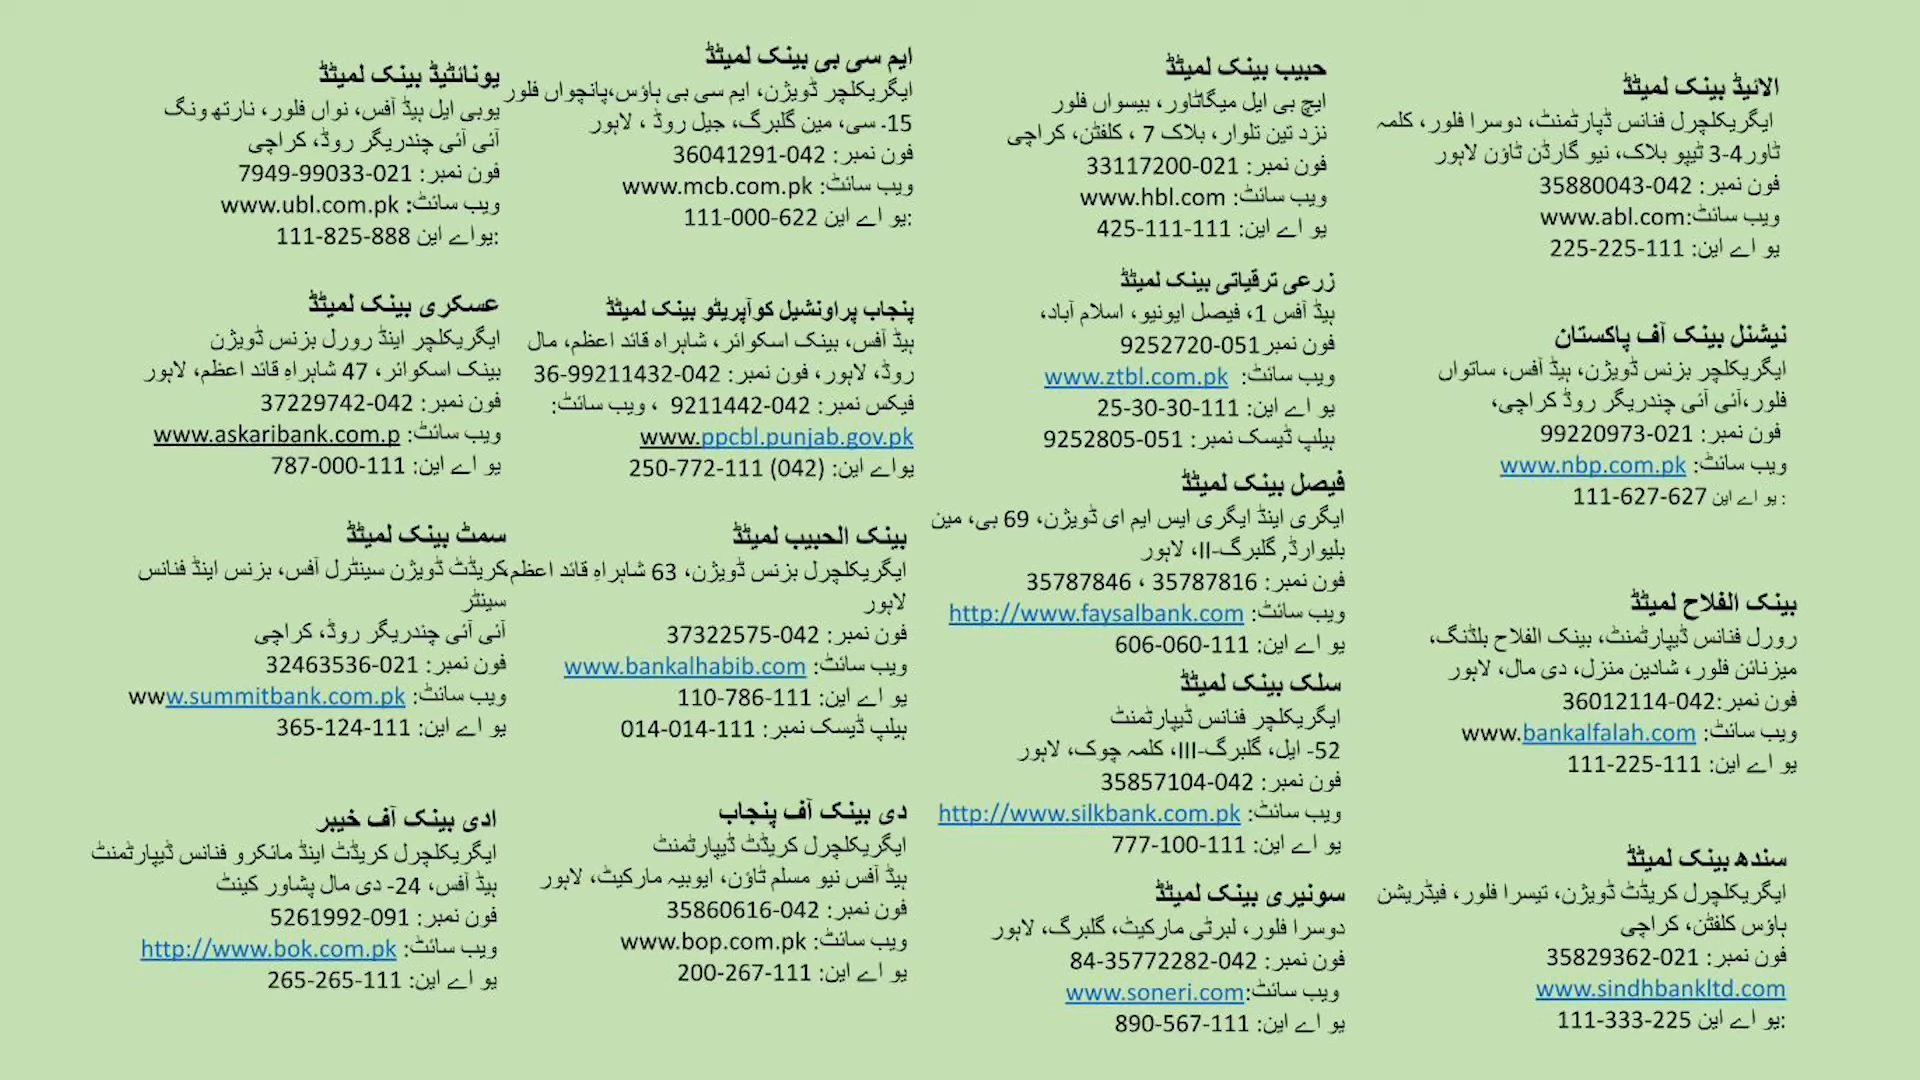 الائیڈ بینک لمیٹڈ
ایگریکلچرل فنانس ڈپارٹمنٹ، دوسرا فلور، کلمہ
ٹاور4-3 ٹیپو بلاک، نیو گارڈن ٹاؤن لاہور
فون نمبر: 042-35880043
ویب سائٹ:www.abl.com
یو اے این: 111-225-225
نیشنل بینک آف پاکستان
ایگریکلچر بزنس ڈویژن، ہیڈ آفس، ساتواں
فلور،آئی آئی چندریگر روڈ کراچی،
فون نمبر: 021-99220973
ویب سائٹ: www.nbp.com.pk
یو اے این 111-627-627 :
بینک الفلاح لمیٹڈ
رورل فنانس ڈیپارٹمنٹ، بینک الفلاح بلڈنگ،
میزنائن فلور، شادین منزل، دی مال، لاہور
فون نمبر:042-36012114
ویب سائٹ: www.bankalfalah.com
یو اے این: 111-225-111
سندھ بینک لمیٹڈ
ایگریکلچرل کریڈٹ ڈویژن، تیسرا فلور، فیڈریشن
ہاؤس کلفٹن، کراچی
فون نمبر: 021-35829362
www.sindhbankltd.com
یو اے این 111-333-225:
حبیب بینک لمیٹڈ
ایچ بی ایل میگاٹاور، بیسواں فلور
نزد تین تلوار، بلاک 7 ، کلفٹن، کراچی
فون نمبر: 021-33117200
ویب سائٹ: www.hbl.com
یو اے این: 111-111-425
زرعی ترقیاتی بینک لمیٹڈ
ہیڈ آفس 1، فیصل ایونیو، اسلام آباد،
فون نمبر051-9252720
ویب سائٹ: www.ztbl.com.pk
یو اے این: 111-30-30-25
ہیلپ ڈیسک نمبر: 051-9252805
فیصل بینک لمیٹڈ
ایگری اینڈ ایگری ایس ایم ای ڈویژن، 69 بی، مین
بلیوارڈ, گلبرگ-II، لاہور
فون نمبر: 35787816 ، 35787846
ویب سائٹ: http://www.faysalbank.com
یو اے این: 111-060-606
سلک بینک لمیٹڈ
ایگریکلچر فنانس ڈیپارٹمنٹ
52- ایل، گلبرگ-III، کلمہ چوک، لاہور
فون نمبر: 042-35857104
ویب سائٹ: http://www.silkbank.com.pk
یو اے این: 111-100-777
سونیری بینک لمیٹڈ
دوسرا فلور، لبرٹی مارکیٹ، گلبرگ، لاہور
فون نمبر: 042-35772282-84
ویب سائٹ:www.soneri.com
یو اے این: 111-567-890
ایم سی بی بینک لمیٹڈ
ایگریکلچر ڈویژن، ایم سی بی ہاؤس،پانچواں فلور
15۔ سی، مین گلبرگ، جیل روڈ ، لاہور
فون نمبر: 042-36041291
ویب سائٹ: www.mcb.com.pk
یو اے این 111-000-622:
پنجاب پراونشیل کوآپریٹو بینک لمیٹڈ
ہیڈ آفس، بینک اسکوائر، شاہراہ قائد اعظم، مال
روڈ، لاہور، فون نمبر: 042-99211432-36
فیکس نمبر: 042-9211442 ، ویب سائٹ:
www.ppcbl.punjab.gov.pk
یواے این: (042) 111-772-250
بینک الحبیب لمیٹڈ
ایگریکلچرل بزنس ڈویژن، 63 شاہراہِ قائد اعظم،
لاہور
فون نمبر: 042-37322575
ویب سائٹ: www.bankalhabib.com
یو اے این: 111-786-110
ہیلپ ڈیسک نمبر: 111-014-014
دی بینک آف پنجاب
ایگریکلچرل کریڈٹ ڈیپارٹمنٹ
ہیڈ آفس نیو مسلم ٹاؤن، ایوبیہ مارکیٹ، لاہور
فون نمبر: 042-35860616
ویب سائٹ: www.bop.com.pk
یو اے این: 111-267-200
یونائٹیڈ بینک لمیٹڈ
یوبی ایل ہیڈ آفس، نواں فلور، نارتھ ونگ
آئی آئی چندریگر روڈ، کراچی
فون نمبر: 021-99033-7949
ویب سائٹ: www.ubl.com.pk
یواے این 111-825-888:
عسکری بینک لمیٹڈ
ایگریکلچر اینڈ رورل بزنس ڈویژن
بینک اسکوائر، 47 شاہراہِ قائد اعظم، لاہور
فون نمبر: 042-37229742
ویب سائٹ: www.askaribank.com.p
یو اے این: 111-000-787
سمٹ بینک لمیٹڈ
کریڈٹ ڈویژن سینٹرل آفس، بزنس اینڈ فنانس
سینٹر
آئی آئی چندریگر روڈ، کراچی
فون نمبر: 021-32463536
ویب سائٹ: www.summitbank.com.pk
یو اے این: 111-124-365
ادی بینک آف خیبر
ایگریکلچرل کریڈٹ اینڈ مائکرو فنانس ڈیپارٹمنٹ
ہیڈ آفس، 24- دی مال پشاور کینٹ
فون نمبر: 091-5261992
ویب سائٹ: http://www.bok.com.pk
یو اے این: 111-265-265